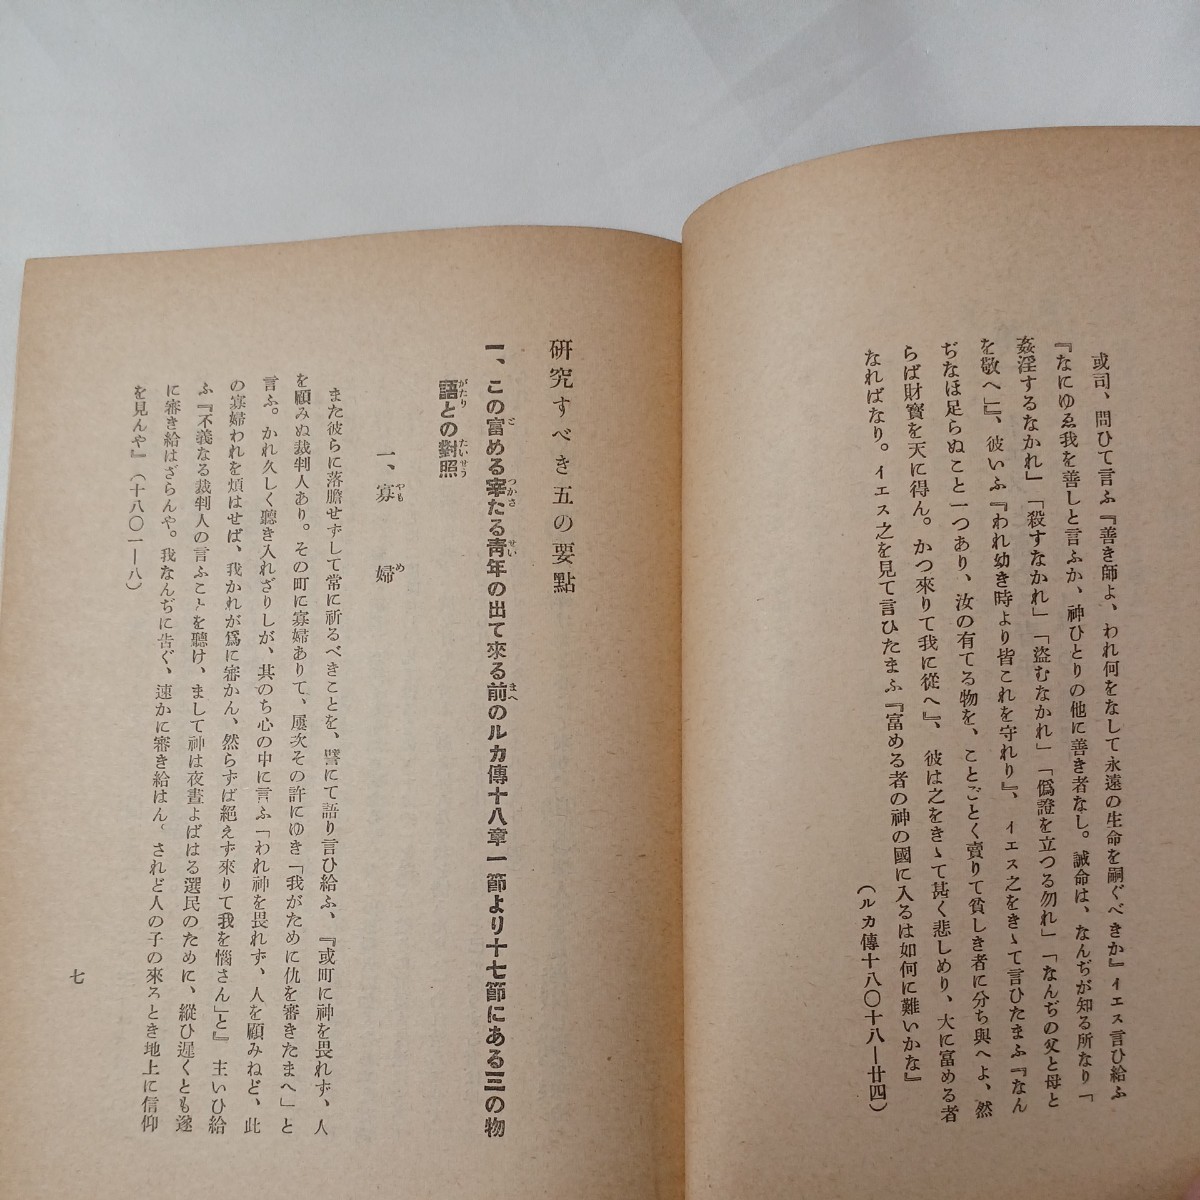 或司、問ひて言ふ『善き師よ、われ何をなして永遠の生命を嗣ぐべきか』イエス言ひ給ふ
『なにゆゑ我を善しと言ふか、神ひとりの他に善き者なし。誡命は、なんぢが知る所なり「
姦淫するなかれ」「殺すなかれ」「盗むなかれ」「僞證を立つる勿れ」「なんぢの父と母と
を敬へ」』、彼いふ『われ幼き時より皆これを守れり』、イエス之をきゝて言ひたまふ『なん
ぢなほ足らぬこと一つあり、汝の有てる物を、ことごとく賣りて貧しき者に分ち與へよ、然
らば財寶を天に得ん。かつ來りて我に從へ』、彼は之をきゝて甚く悲しめり、大に富める者
なればなり。イエス之を見て言ひたまふ『富める者の神の國に入るは如何に難いかな』
(ルカ傳十八〇十八—廿四)
研究すべき五の要點
一、この富める宰たる靑年の出て來る前のルカ傳十八章一節より十七節にある三の物
語との對照
一、寡婦
また彼らに落膽せずして常に祈るべきことを、譬にて語り言ひ給ふ、『或町に神を畏れず、人
を顧みぬ裁判人あり。その町に寡婦ありて、屢次その許にゆき「我がために仇を審きたまへ」と
言ふ。かれ久しく聽き入れざりしが、其のち心の中に言ふ「われ神を畏れず、人を顧みねど、此
の寡婦われを煩はせば、我かれが爲に審かん、然らずば絕えず來りて我を惱さん」と』 主いひ給
ふ『不義なる裁判人の言ふことを聽け、まして神は夜晝よばはる選民のために、縱ひ遲くとも遂
に審き給はざらんや。我なんぢに告ぐ、速かに審き給はん、されど人の子の來ろとき地上に信仰
を見んや』(十八〇一—八)
七